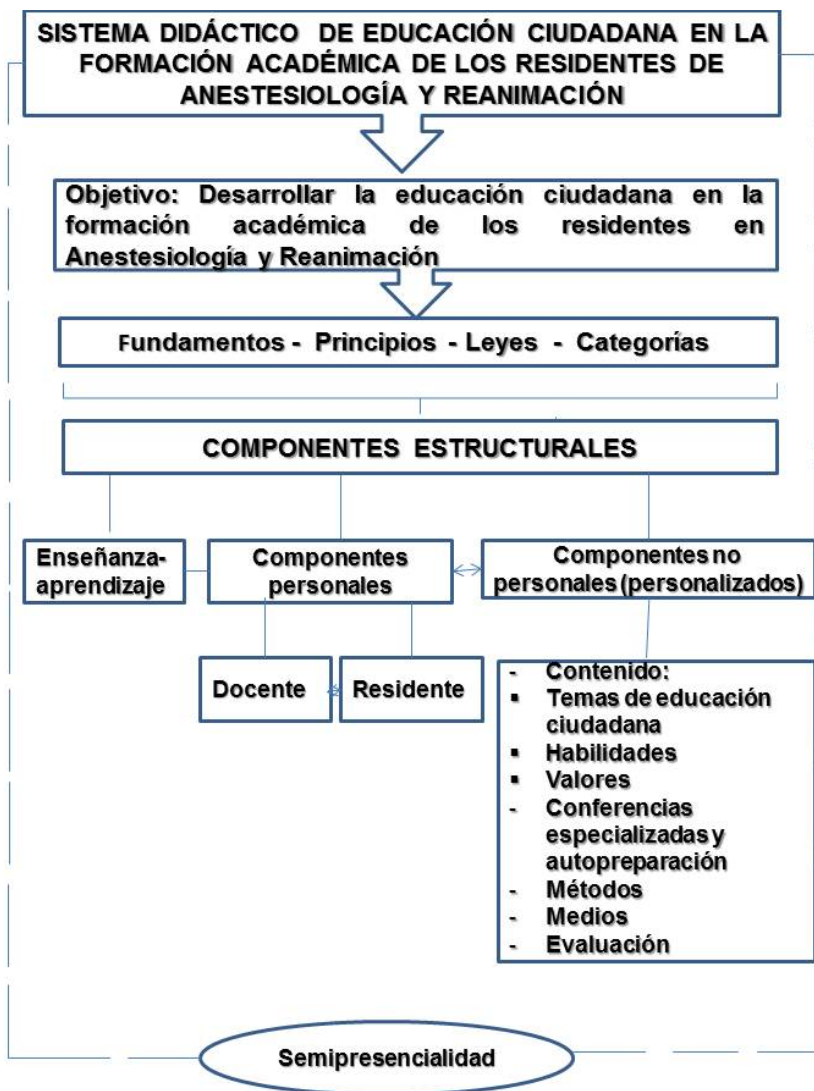 SISTEMA DIDÁCTICO DE EDUCACIÓN CIUDADANA EN LA
FORMACIÓN ACADÉMICA DE LOS RESIDENTES DE
ANESTESIOLOGÍA Y REANIMACIÓN
Objetivo: Desarrollar la educación ciudadana en la
formación académica de los residentes en
Anestesiología y Reanimación
Fundamentos - Principios - Leyes - Categorías
COMPONENTES ESTRUCTURALES
Enseñanza-
aprendizaje
Componentes
personales
Componentes no
personales (personalizados)
Docente
Residente
- Contenido:
▪ Temas de educación
ciudadana
▪ Habilidades
▪ Valores
- Conferencias
especializadas y
autopreparación
- Métodos
- Medios
- Evaluación
Semipresencialidad